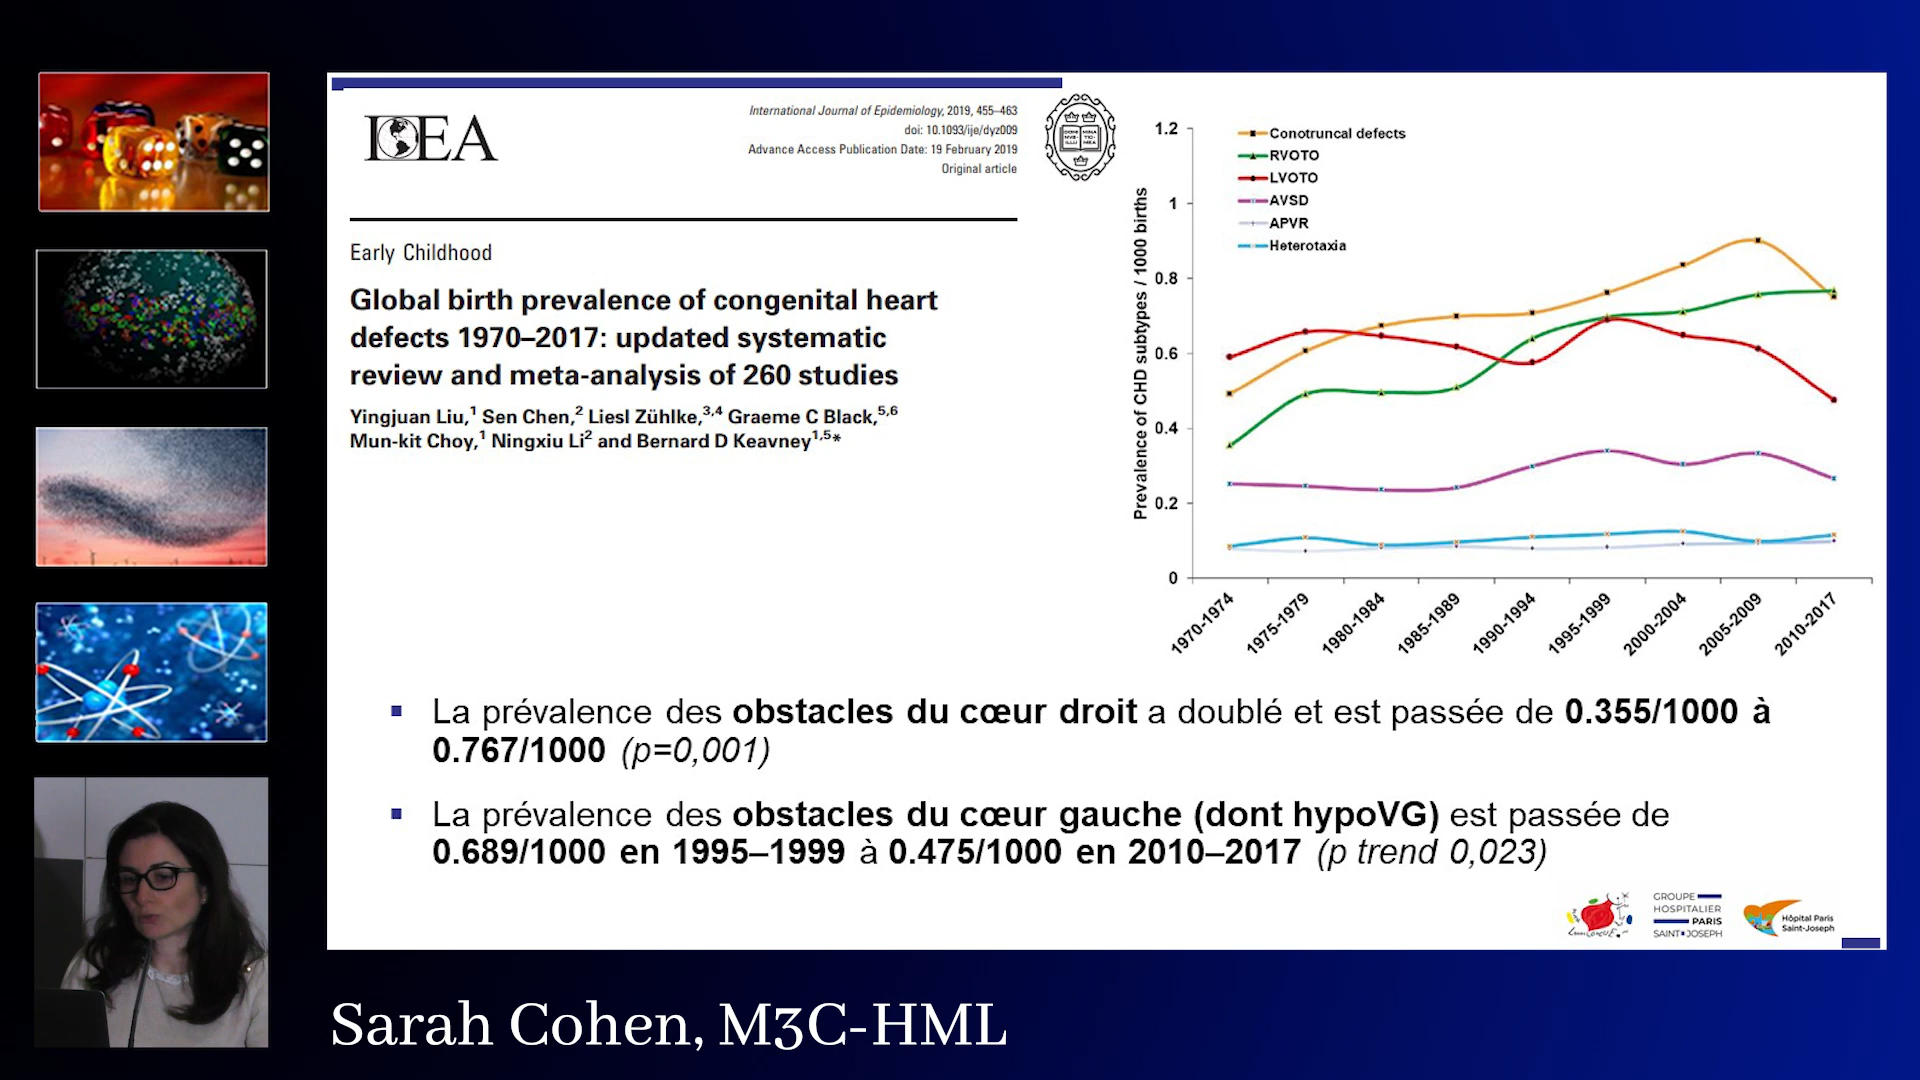 IEA
International Journal of Epidemiology, 2019, 455–463
doi: 10.1093/ije/dyz009
Advance Access Publication Date: 19 February 2019
Original article
Early Childhood
Global birth prevalence of congenital heart
defects 1970–2017: updated systematic
review and meta-analysis of 260 studies
Yingjuan Liu,1 Sen Chen,2 Liesl Zühlke,3,4 Graeme C Black,5,6
Mun-kit Choy,1 Ningxiu Li2 and Bernard D Keavney1,5*
Prevalence of CHD subtypes / 1000 births
1.2
1
0.8
0.6
0.4
0.2
0
Conotruncal defects
RVOTO
LVOTO
AVSD
APVR
Heterotaxia
1970-1974
1975-1979
1980-1984
1985-1989
1990-1994
1995-1999
2000-2004
2005-2009
2010-2017
▪ La prévalence des obstacles du cœur droit a doublé et est passée de 0.355/1000 à
0.767/1000 (p=0,001)
▪ La prévalence des obstacles du cœur gauche (dont hypoVG) est passée de
0.689/1000 en 1995–1999 à 0.475/1000 en 2010–2017 (p trend 0,023)
GROUPE
HOSPITALIER
PARIS
SAINT JOSEPH
Hôpital Paris
Saint-Joseph
Sarah Cohen, M3C-HML